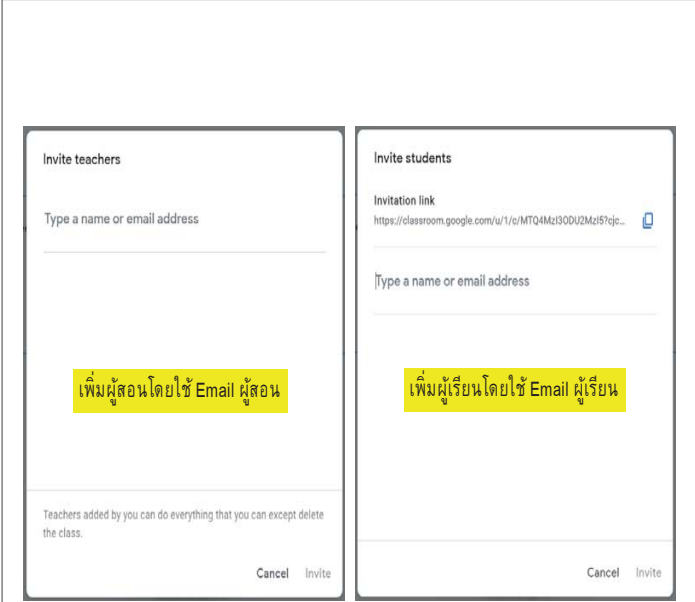 Invite teachers
Type a name or email address
เพิ่มผู้สอนโดยใช้ Email ผู้สอน
Teachers added by you can do everything that you can except delete
the class.
Cancel Invite
Invite students
Invitation link
https://classroom.google.com/u/1/c/MTQ4MzI3ODU2MzI5?cjc...
Type a name or email address
เพิ่มผู้เรียนโดยใช้ Email ผู้เรียน
Cancel Invite